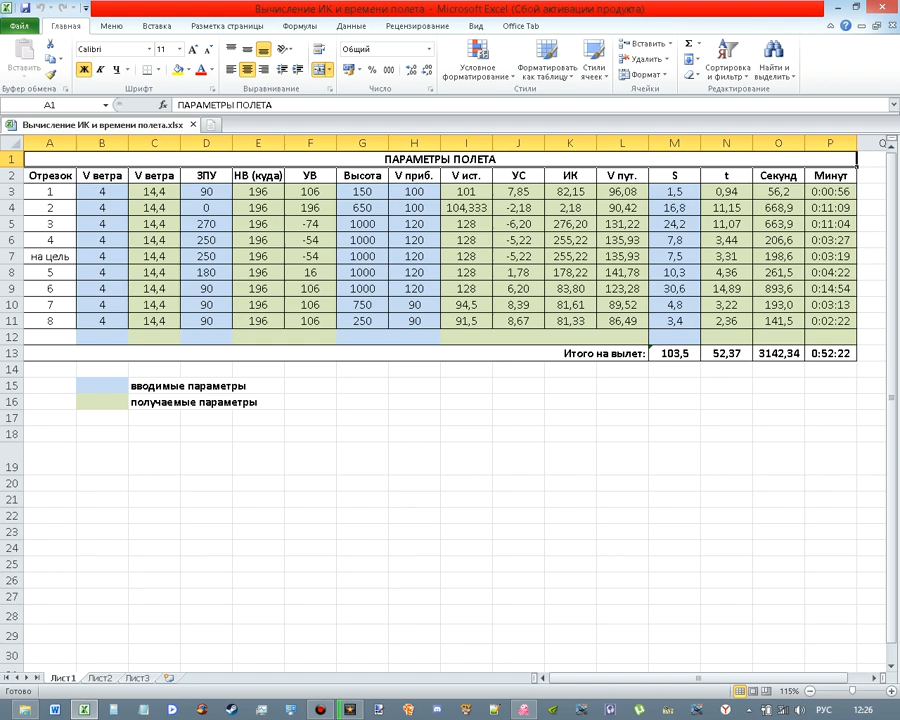 Вычисление ИК и времени полета - Microsoft Excel (Сбой активации продукта)
Файл Главная Меню Вставка Разметка страницы Формулы Данные Рецензирование Вид Разработчик Office Tab
Вставить Calibri 11 Общий Условное форматирование Форматировать как таблицу Стили ячеек Вставить Удалить Формат Сортировка и фильтр Найти и выделить
Ж К Ч % 000
Буфер обмена Шрифт Выравнивание Число Стили Ячейки Редактирование
A1 fx ПАРАМЕТРЫ ПОЛЕТА
Вычисление ИК и времени полета.xlsx
A B C D E F G H I J K L M N O P Q
1 ПАРАМЕТРЫ ПОЛЕТА
2 Отрезок V ветра V ветра ЗПУ НВ (куда) УВ Высота V приб. V ист. УС ИК V пут. S t Секунд Минут
3 1 4 14,4 90 196 106 150 100 101 7,85 82,15 96,08 1,5 0,94 56,2 0:00:56
4 2 4 14,4 0 196 196 650 100 104,333 -2,18 2,18 90,42 16,8 11,15 668,9 0:11:09
5 3 4 14,4 270 196 -74 1000 120 128 -6,20 276,20 131,22 24,2 11,07 663,9 0:11:04
6 4 4 14,4 250 196 -54 1000 120 128 -5,22 255,22 135,93 7,8 3,44 206,6 0:03:27
7 на цель 4 14,4 250 196 -54 1000 120 128 -5,22 255,22 135,93 7,5 3,31 198,6 0:03:19
8 5 4 14,4 180 196 16 1000 120 128 1,78 178,22 141,78 10,3 4,36 261,5 0:04:22
9 6 4 14,4 90 196 106 1000 120 128 6,20 83,80 123,28 30,6 14,89 893,6 0:14:54
10 7 4 14,4 90 196 106 750 90 94,5 8,39 81,61 89,52 4,8 3,22 193,0 0:03:13
11 8 4 14,4 90 196 106 250 90 91,5 8,67 81,33 86,49 3,4 2,36 141,5 0:02:22
12
13 Итого на вылет: 103,5 52,37 3142,34 0:52:22
14
15 вводимые параметры
16 получаемые параметры
17
18
19
20
21
22
23
24
25
26
27
28
29
30
Лист1 Лист2 Лист3
Готово 115%
РУС 12:26